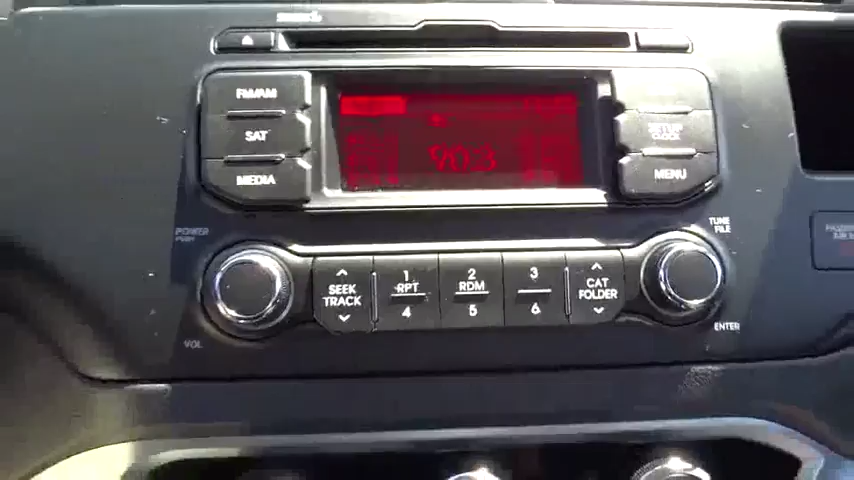 FM/AM
SAT
MEDIA
90.3
SETUP
CLOCK
MENU
POWER
PUSH
VOL
SEEK
TRACK
1
RPT
4
2
RDM
5
3
6
CAT
FOLDER
TUNE
FILE
ENTER